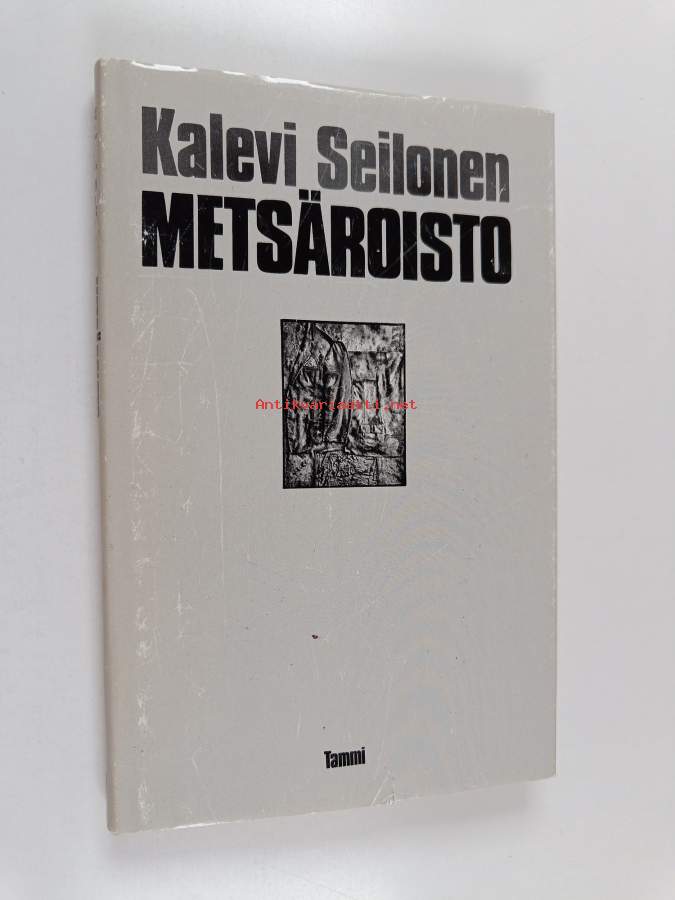 Kalevi Seilonen
METSÄROISTO
Antikvariaatti.net
Tammi